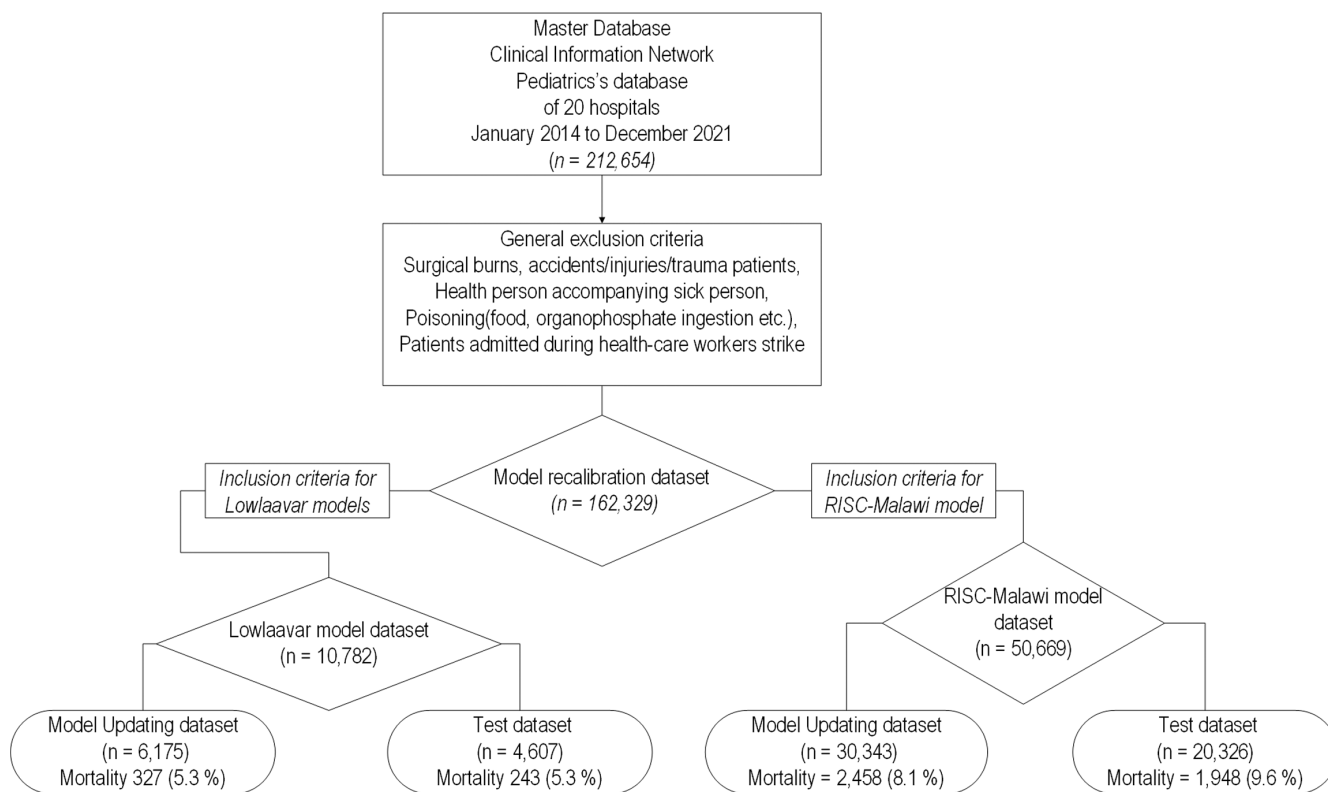 Master Database
Clinical Information Network
Pediatrics's database
of 20 hospitals
January 2014 to December 2021
(n = 212,654)
General exclusion criteria
Surgical burns, accidents/injuries/trauma patients,
Health person accompanying sick person,
Poisoning(food, organophosphate ingestion etc.),
Patients admitted during health-care workers strike
Inclusion criteria for
Lowlaavar models
Model recalibration dataset
(n = 162,329)
Inclusion criteria for
RISC-Malawi model
Lowlaavar model dataset
(n = 10,782)
RISC-Malawi model
dataset
(n = 50,669)
Model Updating dataset
(n = 6,175)
Mortality 327 (5.3 %)
Test dataset
(n = 4,607)
Mortality 243 (5.3 %)
Model Updating dataset
(n = 30,343)
Mortality = 2,458 (8.1 %)
Test dataset
(n = 20,326)
Mortality = 1,948 (9.6 %)